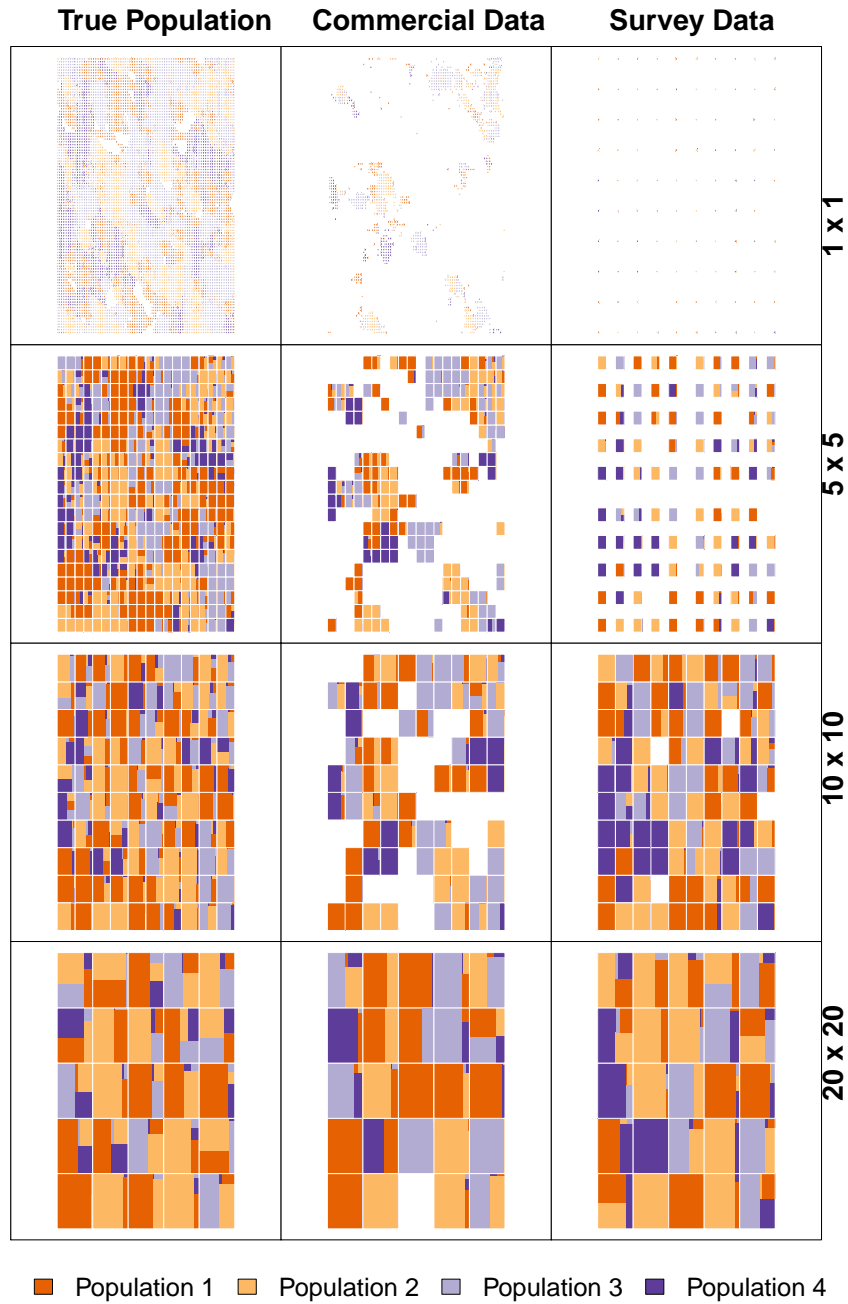 True Population Commercial Data Survey Data
1 x 1
5 x 5
10 x 10
20 x 20
Population 1 Population 2 Population 3 Population 4